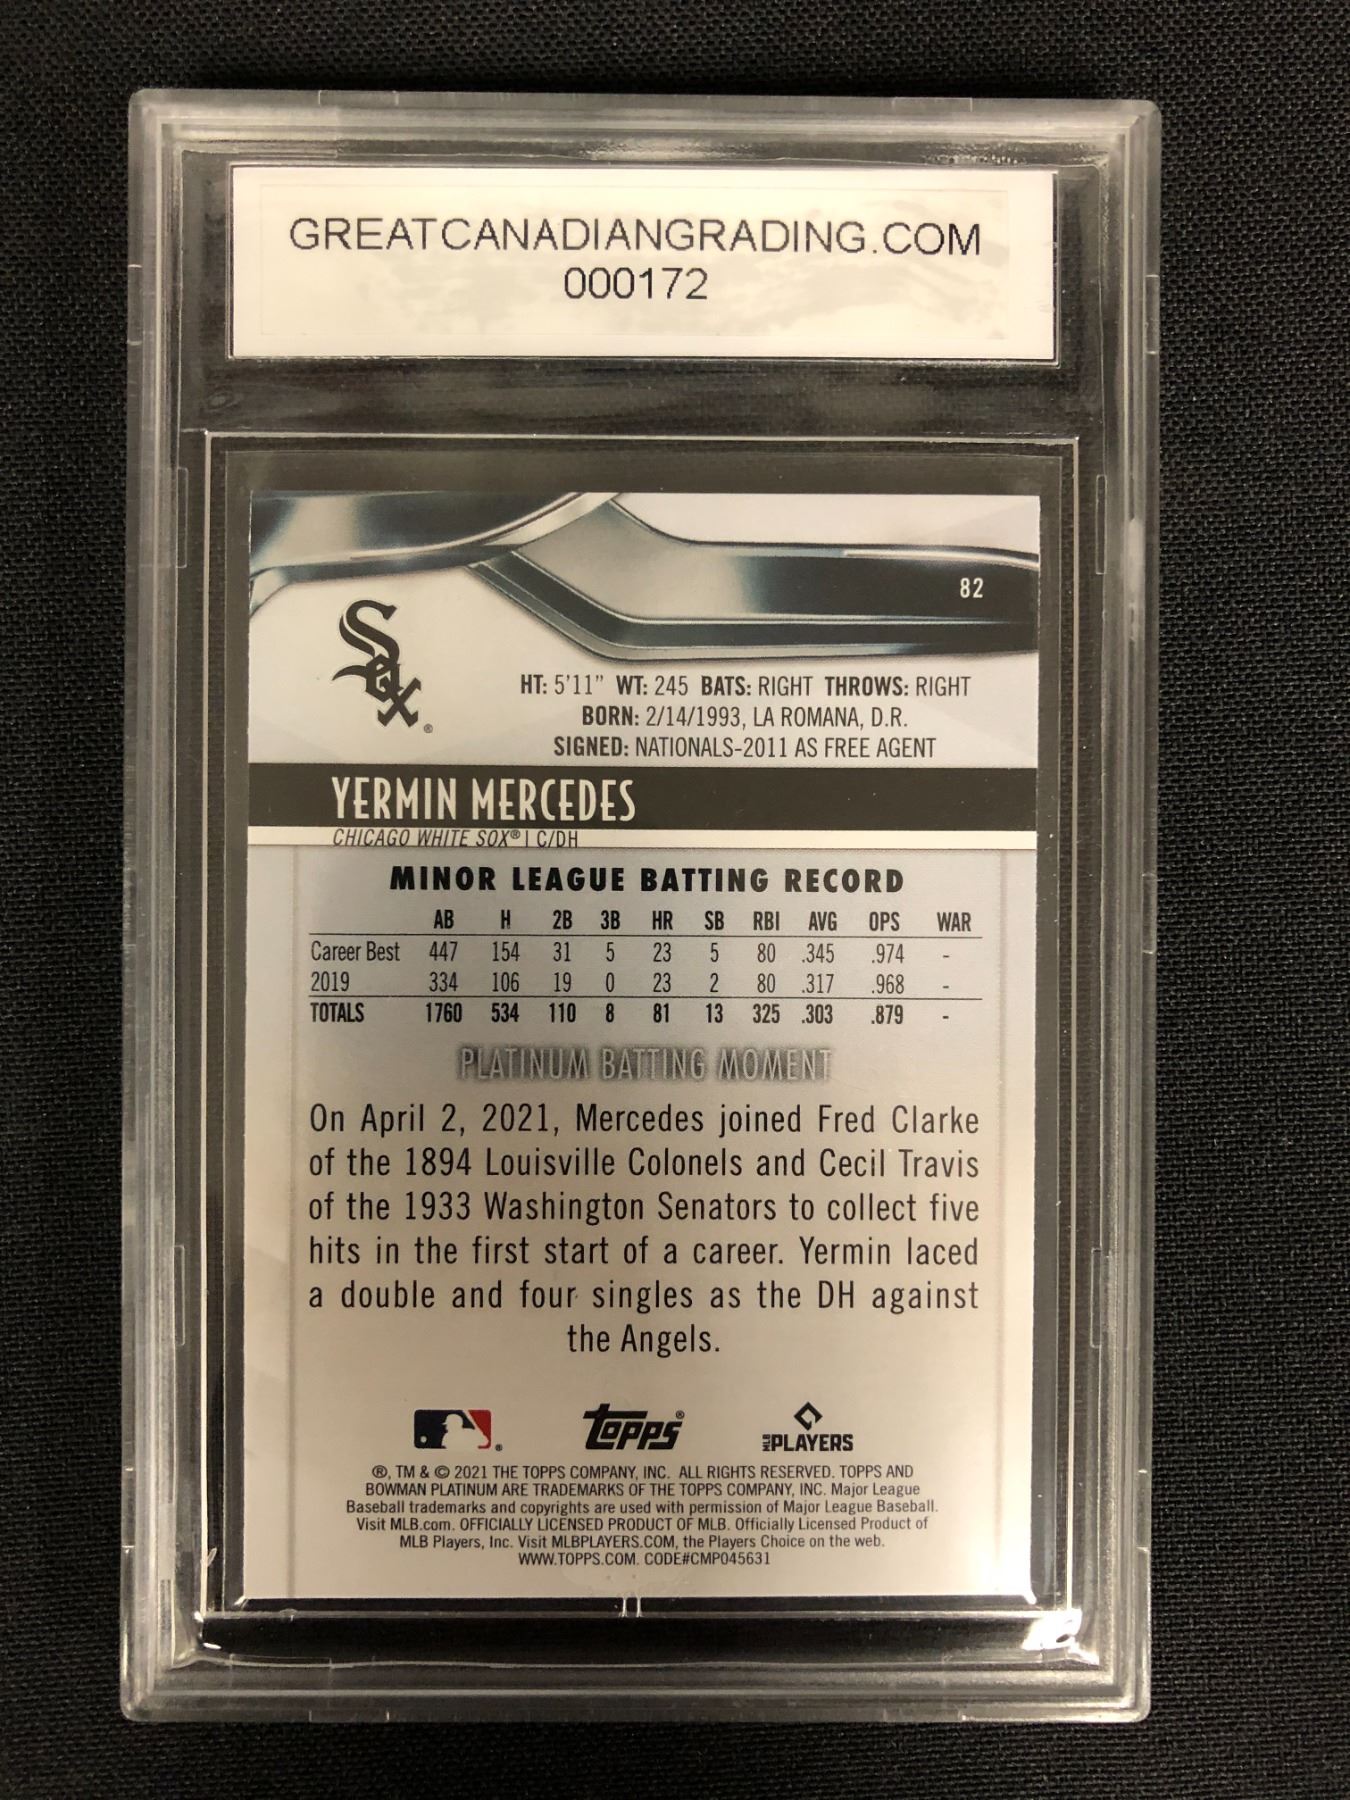 GREATCANADIANGRADING.COM
000172
82
Sox®
HT: 5'11" WT: 245 BATS: RIGHT THROWS: RIGHT
BORN: 2/14/1993, LA ROMANA, D.R.
SIGNED: NATIONALS-2011 AS FREE AGENT
YERMIN MERCEDES
CHICAGO WHITE SOX® | C/DH
MINOR LEAGUE BATTING RECORD
AB H 2B 3B HR SB RBI AVG OPS WAR
Career Best 447 154 31 5 23 5 80 .345 .974 -
2019 334 106 19 0 23 2 80 .317 .968 -
TOTALS 1760 534 110 8 81 13 325 .303 .879 -
PLATINUM BATTING MOMENT
On April 2, 2021, Mercedes joined Fred Clarke
of the 1894 Louisville Colonels and Cecil Travis
of the 1933 Washington Senators to collect five
hits in the first start of a career. Yermin laced
a double and four singles as the DH against
the Angels.
® Topps® MLB PLAYERS
®, TM & © 2021 THE TOPPS COMPANY, INC. ALL RIGHTS RESERVED. TOPPS AND
BOWMAN PLATINUM ARE TRADEMARKS OF THE TOPPS COMPANY, INC. Major League
Baseball trademarks and copyrights are used with permission of Major League Baseball.
Visit MLB.com. OFFICIALLY LICENSED PRODUCT OF MLB. Officially Licensed Product of
MLB Players, Inc. Visit MLBPLAYERS.COM, the Players Choice on the web.
WWW.TOPPS.COM. CODE#CMP045631